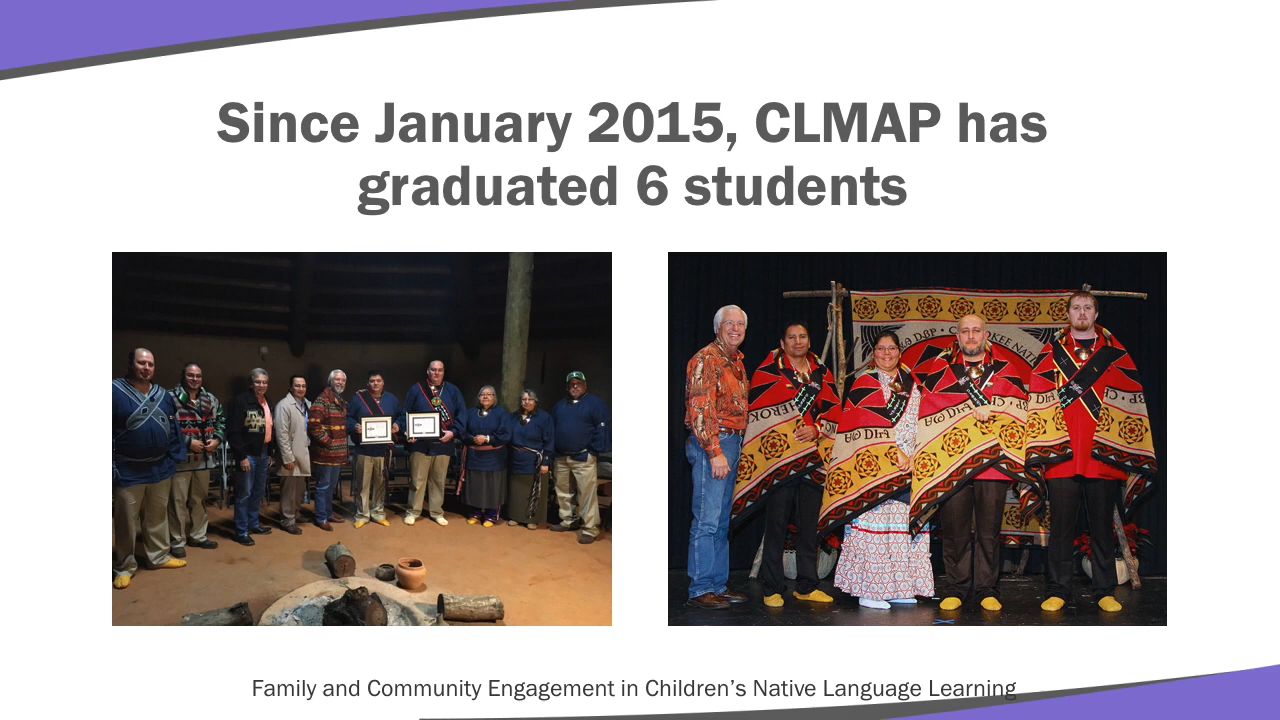 Since January 2015, CLMAP has
graduated 6 students
Family and Community Engagement in Children’s Native Language Learning